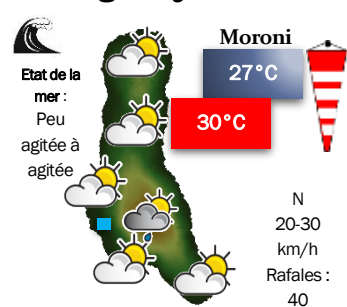 Moroni
27°C
30°C
Etat de la
mer :
Peu
agitée à
agitée
N
20-30
km/h
Rafales :
40